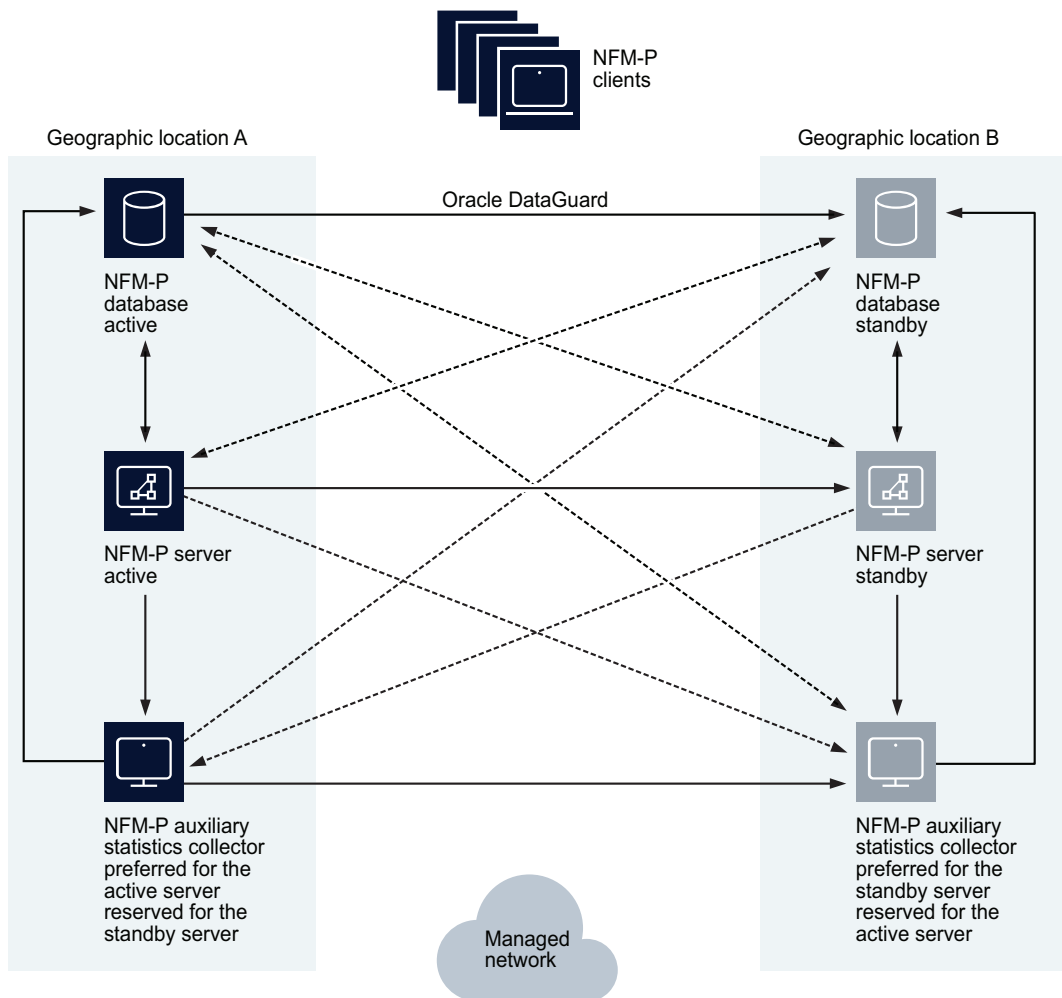 NFM-P
clients
Geographic location A
Geographic location B
Oracle DataGuard
NFM-P
database
active
NFM-P
database
standby
NFM-P server
active
NFM-P server
standby
NFM-P auxiliary
statistics collector
preferred for the
active server
reserved for the
standby server
NFM-P auxiliary
statistics collector
preferred for the
standby server
reserved for the
active server
Managed
network